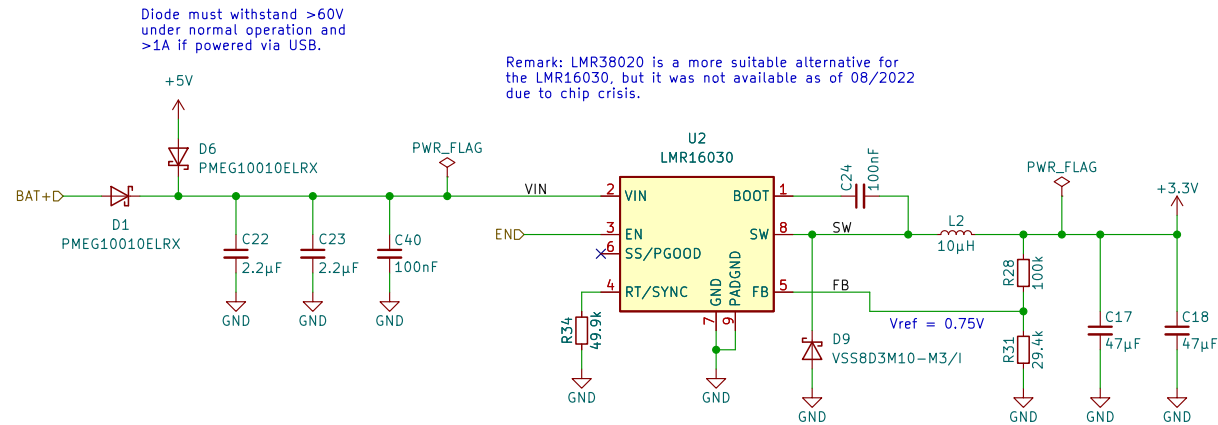 Diode must withstand >60V
under normal operation and
>1A if powered via USB.
Remark: LMR38020 is a more suitable alternative for
the LMR16030, but it was not available as of 08/2022
due to chip crisis.
+5V
D6
PMEG10010ELRX
PWR_FLAG
BAT+
D1
PMEG10010ELRX
C22
2.2µF
GND
C23
2.2µF
GND
C40
100nF
GND
VIN
EN
U2
LMR16030
2
VIN
3
EN
6
SS/PGOOD
4
RT/SYNC
GND
7
PADGND
9
BOOT
1
SW
8
FB
5
R34
49.9k
GND
GND
C24
100nF
SW
FB
D9
VSS8D3M10-M3/I
GND
L2
10µH
PWR_FLAG
+3.3V
R28
100k
Vref = 0.75V
R31
29.4k
GND
C17
47µF
GND
C18
47µF
GND